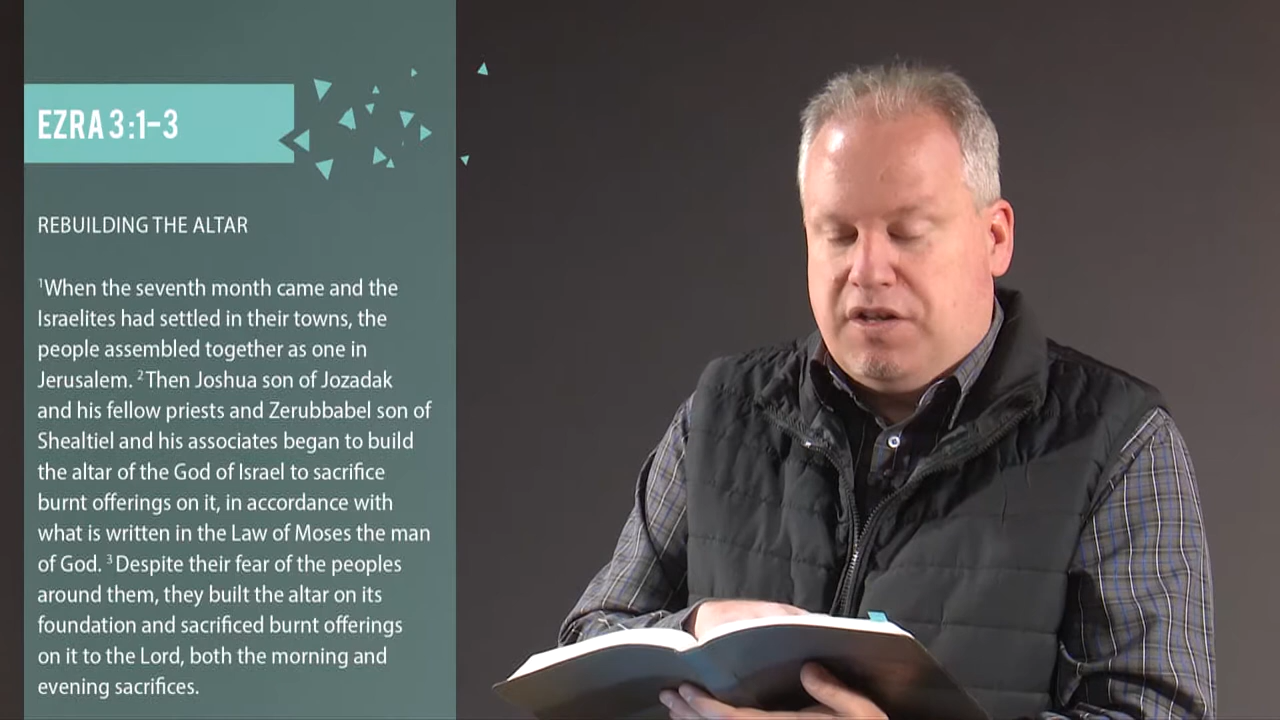 EZRA 3:1-3
REBUILDING THE ALTAR
¹When the seventh month came and the
Israelites had settled in their towns, the
people assembled together as one in
Jerusalem. ²Then Joshua son of Jozadak
and his fellow priests and Zerubbabel son of
Shealtiel and his associates began to build
the altar of the God of Israel to sacrifice
burnt offerings on it, in accordance with
what is written in the Law of Moses the man
of God. ³Despite their fear of the peoples
around them, they built the altar on its
foundation and sacrificed burnt offerings
on it to the Lord, both the morning and
evening sacrifices.